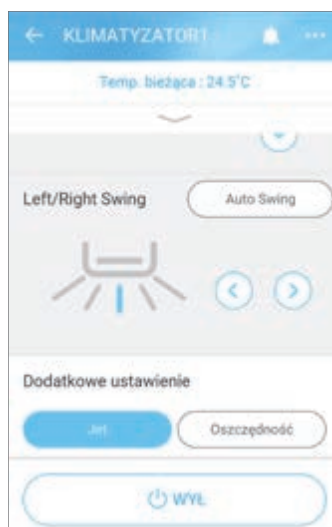 KLIMATYZATOR1
Temp. bieżąca : 24.5°C
Left/Right Swing
Auto Swing
Dodatkowe ustawienie
Jet
Oszczędność
WYŁ